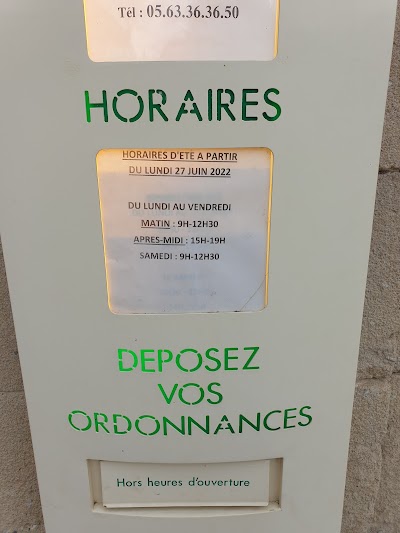 Tél : 05.63.36.36.50
HORAIRES
HORAIRES D'ETE A PARTIR
DU LUNDI 27 JUIN 2022
DU LUNDI AU VENDREDI
MATIN : 9H-12H30
APRES-MIDI : 15H-19H
SAMEDI : 9H-12H30
DEPOSEZ
VOS
ORDONNANCES
Hors heures d'ouverture